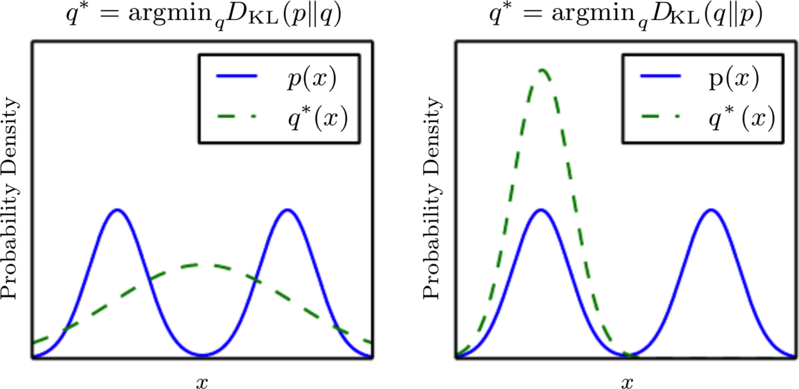 q* = argmin_q D_KL(p‖q)
p(x)
q*(x)
Probability Density
x
q* = argmin_q D_KL(q‖p)
p(x)
q*(x)
Probability Density
x